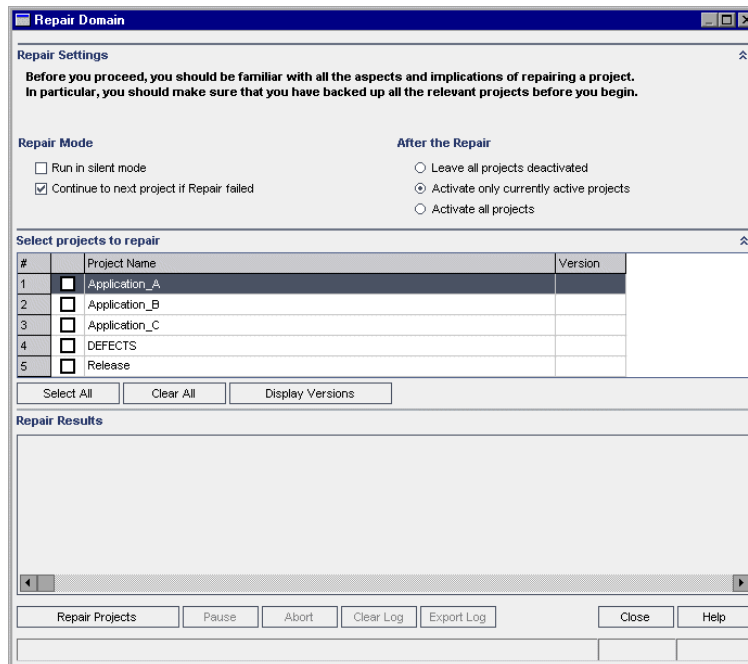 Repair Domain
Repair Settings
Before you proceed, you should be familiar with all the aspects and implications of repairing a project.
In particular, you should make sure that you have backed up all the relevant projects before you begin.
Repair Mode
After the Repair
Run in silent mode
Leave all projects deactivated
Continue to next project if Repair failed
Activate only currently active projects
Activate all projects
Select projects to repair
# Project Name Version
1 Application_A
2 Application_B
3 Application_C
4 DEFECTS
5 Release
Select All Clear All Display Versions
Repair Results
Repair Projects Pause Abort Clear Log Export Log Close Help